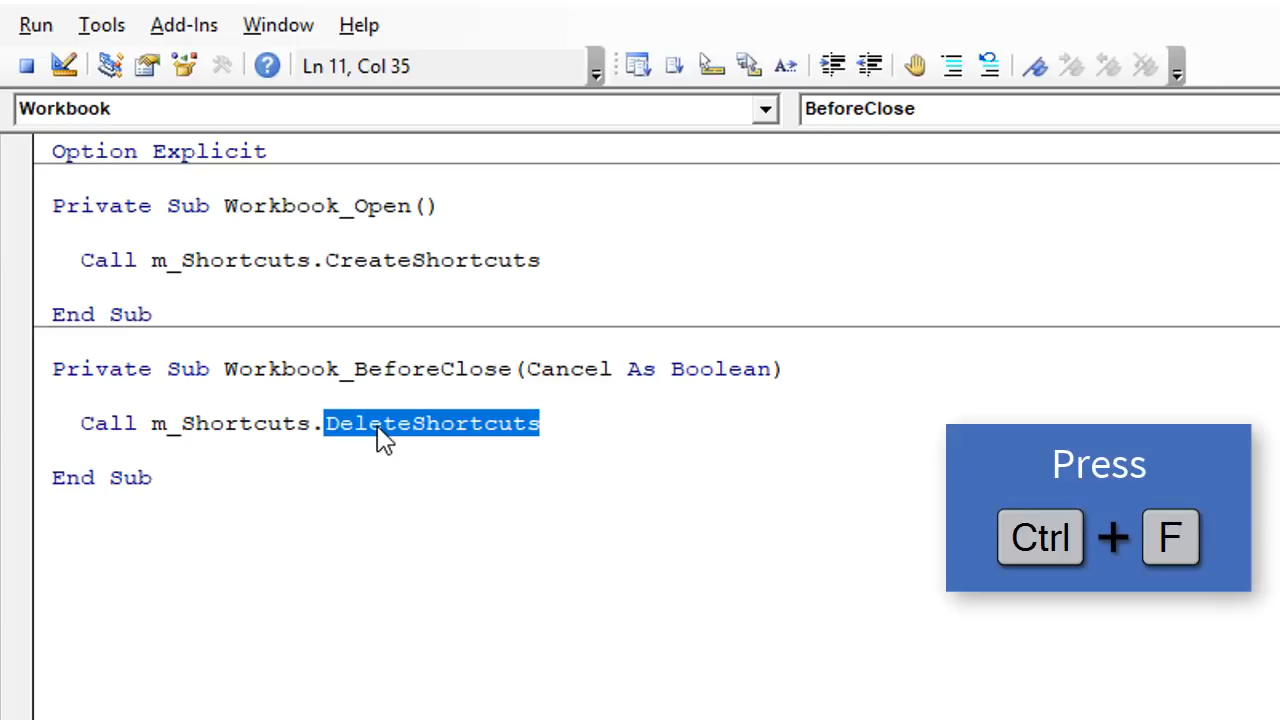 Run Tools Add-Ins Window Help
Ln 11, Col 35
Workbook BeforeClose
Option Explicit
Private Sub Workbook_Open()
Call m_Shortcuts.CreateShortcuts
End Sub
Private Sub Workbook_BeforeClose(Cancel As Boolean)
Call m_Shortcuts.DeleteShortcuts
End Sub
Press
Ctrl + F